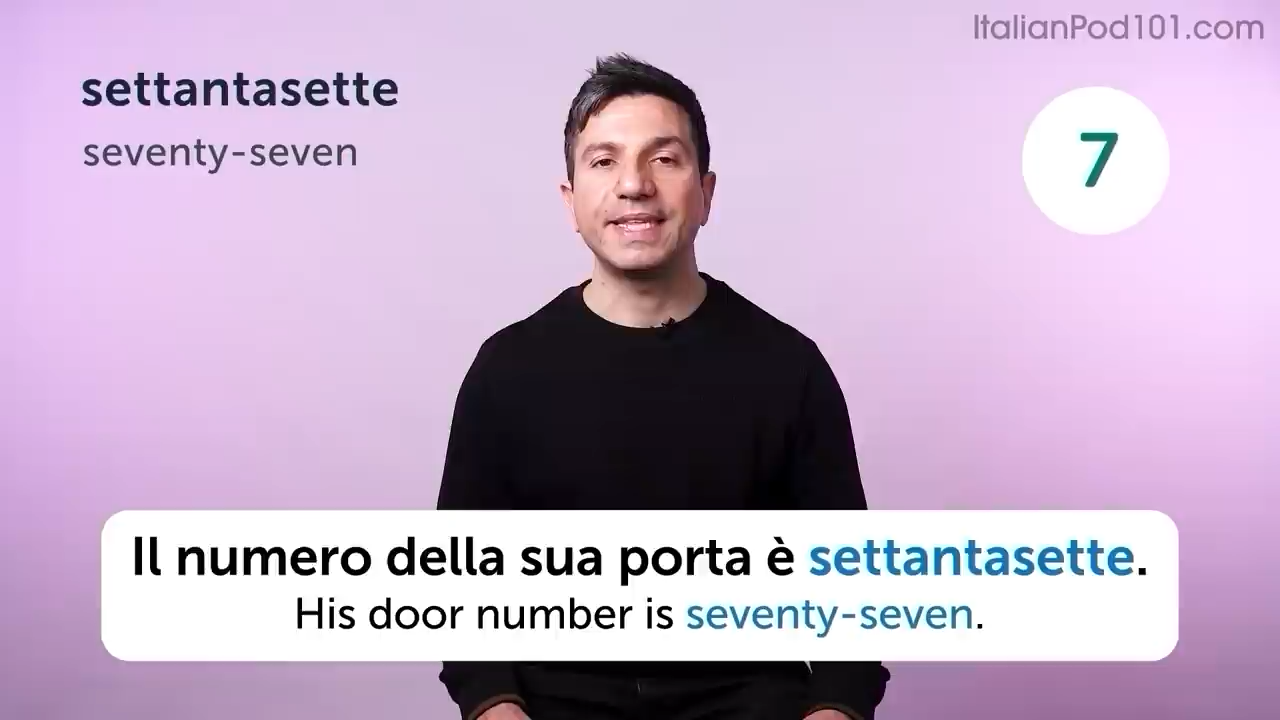 ItalianPod101.com
settantasette
seventy-seven
7
Il numero della sua porta è settantasette.
His door number is seventy-seven.